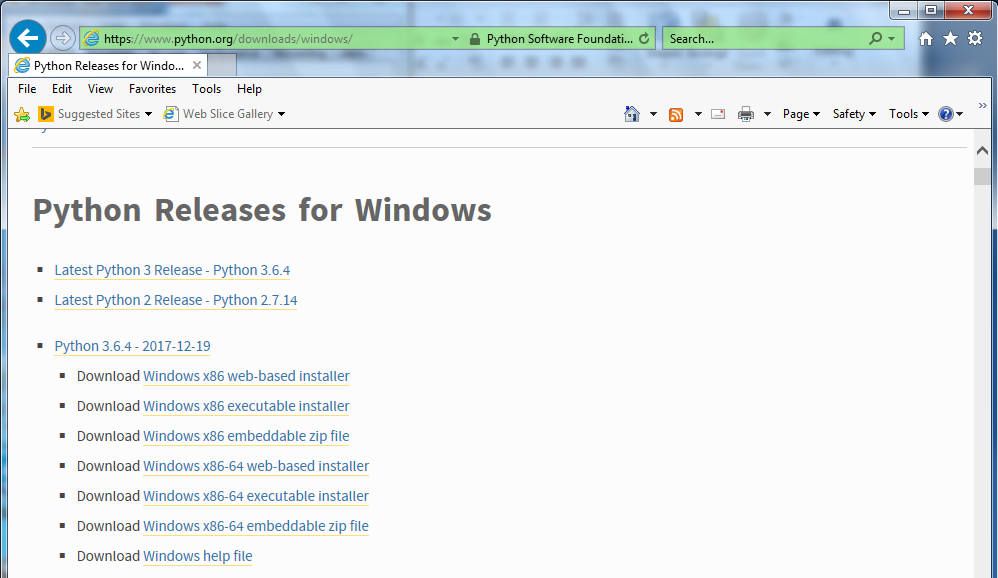 https://www.python.org/downloads/windows/ Python Software Foundati... Search...
Python Releases for Windo...
File Edit View Favorites Tools Help
Suggested Sites Web Slice Gallery Page Safety Tools
Python Releases for Windows
Latest Python 3 Release - Python 3.6.4
Latest Python 2 Release - Python 2.7.14
Python 3.6.4 - 2017-12-19
Download Windows x86 web-based installer
Download Windows x86 executable installer
Download Windows x86 embeddable zip file
Download Windows x86-64 web-based installer
Download Windows x86-64 executable installer
Download Windows x86-64 embeddable zip file
Download Windows help file